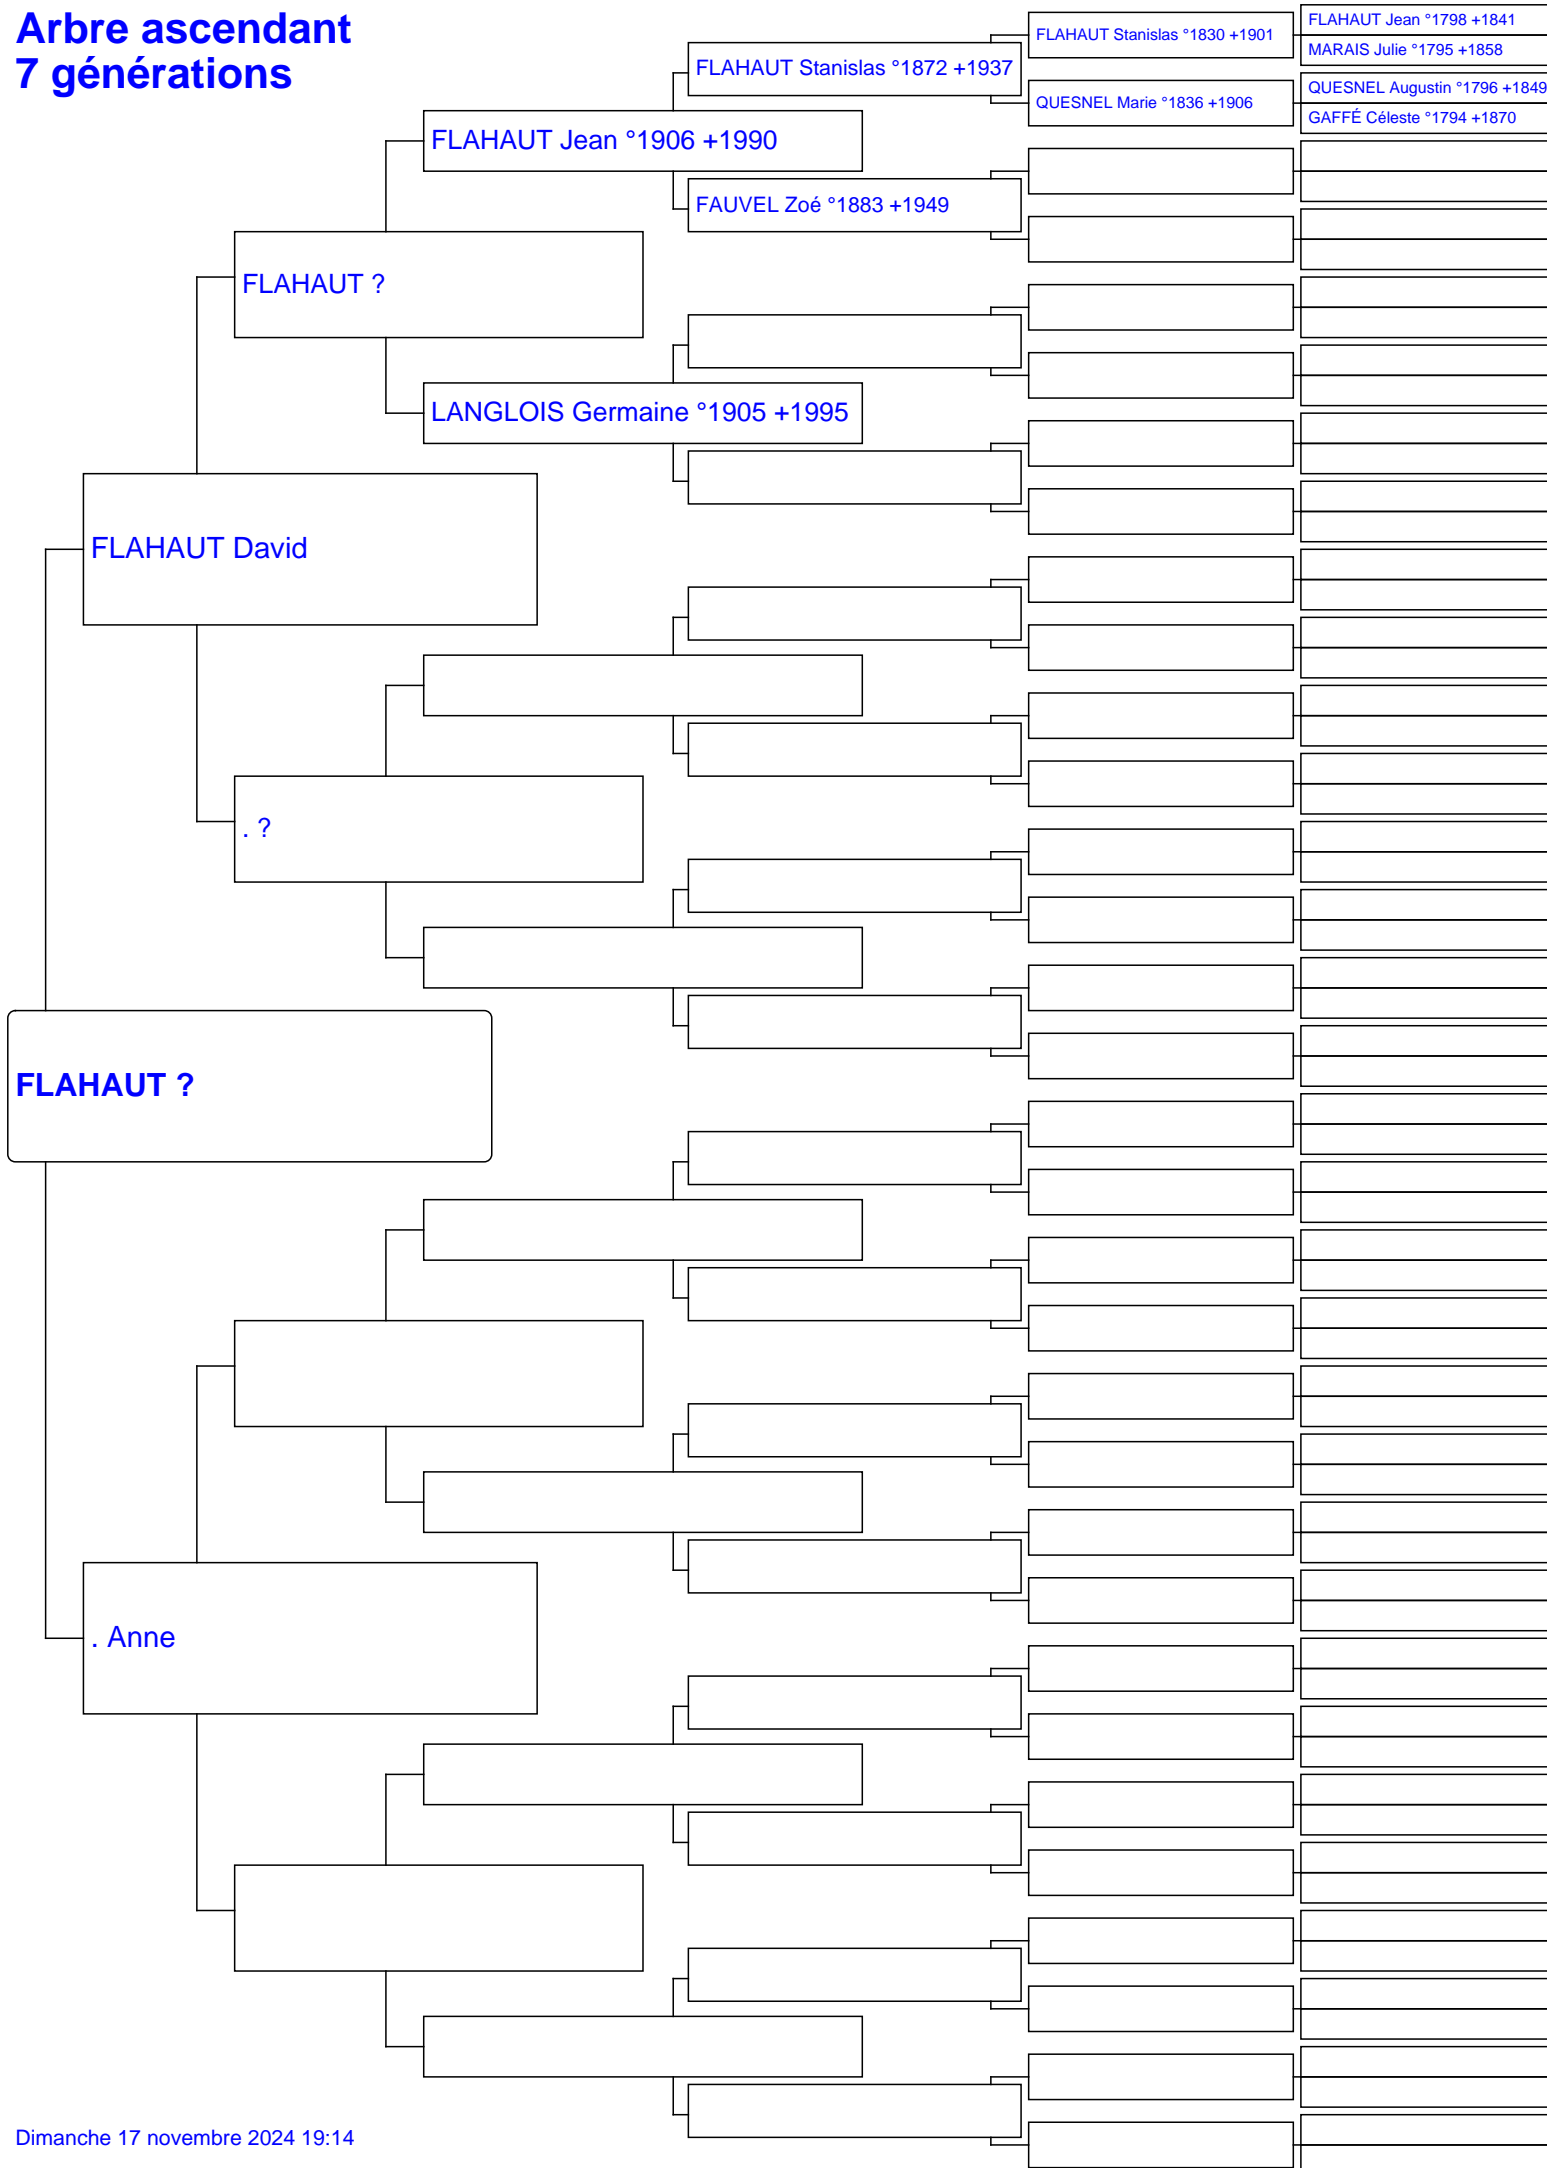 Arbre ascendant
7 générations
FLAHAUT Jean °1798 +1841
FLAHAUT Stanislas °1830 +1901
MARAIS Julie °1795 +1858
FLAHAUT Stanislas °1872 +1937
QUESNEL Augustin °1796 +1849
QUESNEL Marie °1836 +1906
GAFFÉ Céleste °1794 +1870
FLAHAUT Jean °1906 +1990
FAUVEL Zoé °1883 +1949
FLAHAUT ?
LANGLOIS Germaine °1905 +1995
FLAHAUT David
. ?
FLAHAUT ?
. Anne
Dimanche 17 novembre 2024 19:14